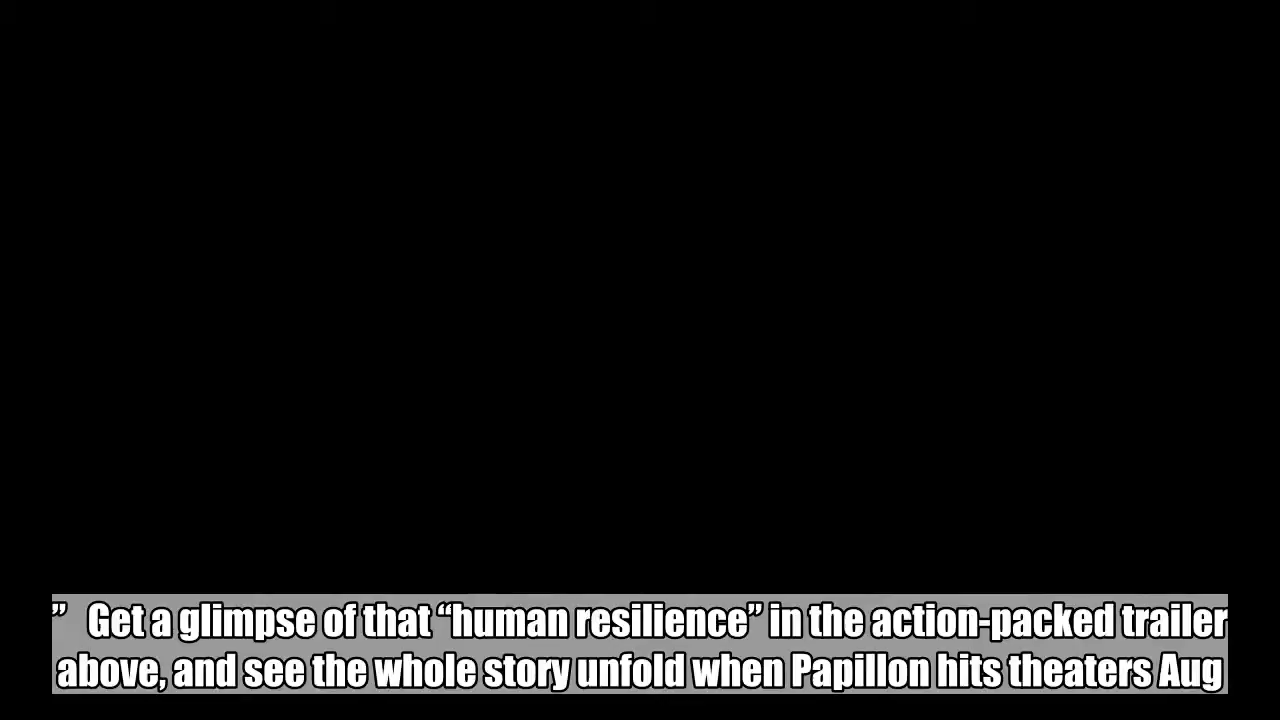 ” Get a glimpse of that “human resilience” in the action-packed trailer
above, and see the whole story unfold when Papillon hits theaters Aug